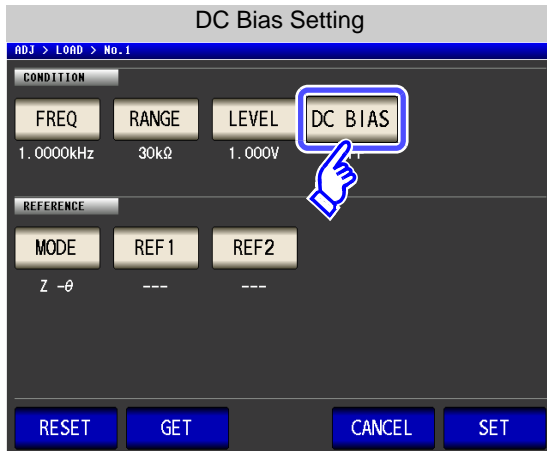 DC Bias Setting
ADJ > LOAD > No.1
CONDITION
FREQ RANGE LEVEL DC BIAS
1.0000kHz 30kΩ 1.000V
REFERENCE
MODE REF1 REF2
Z -θ --- ---
RESET GET CANCEL SET